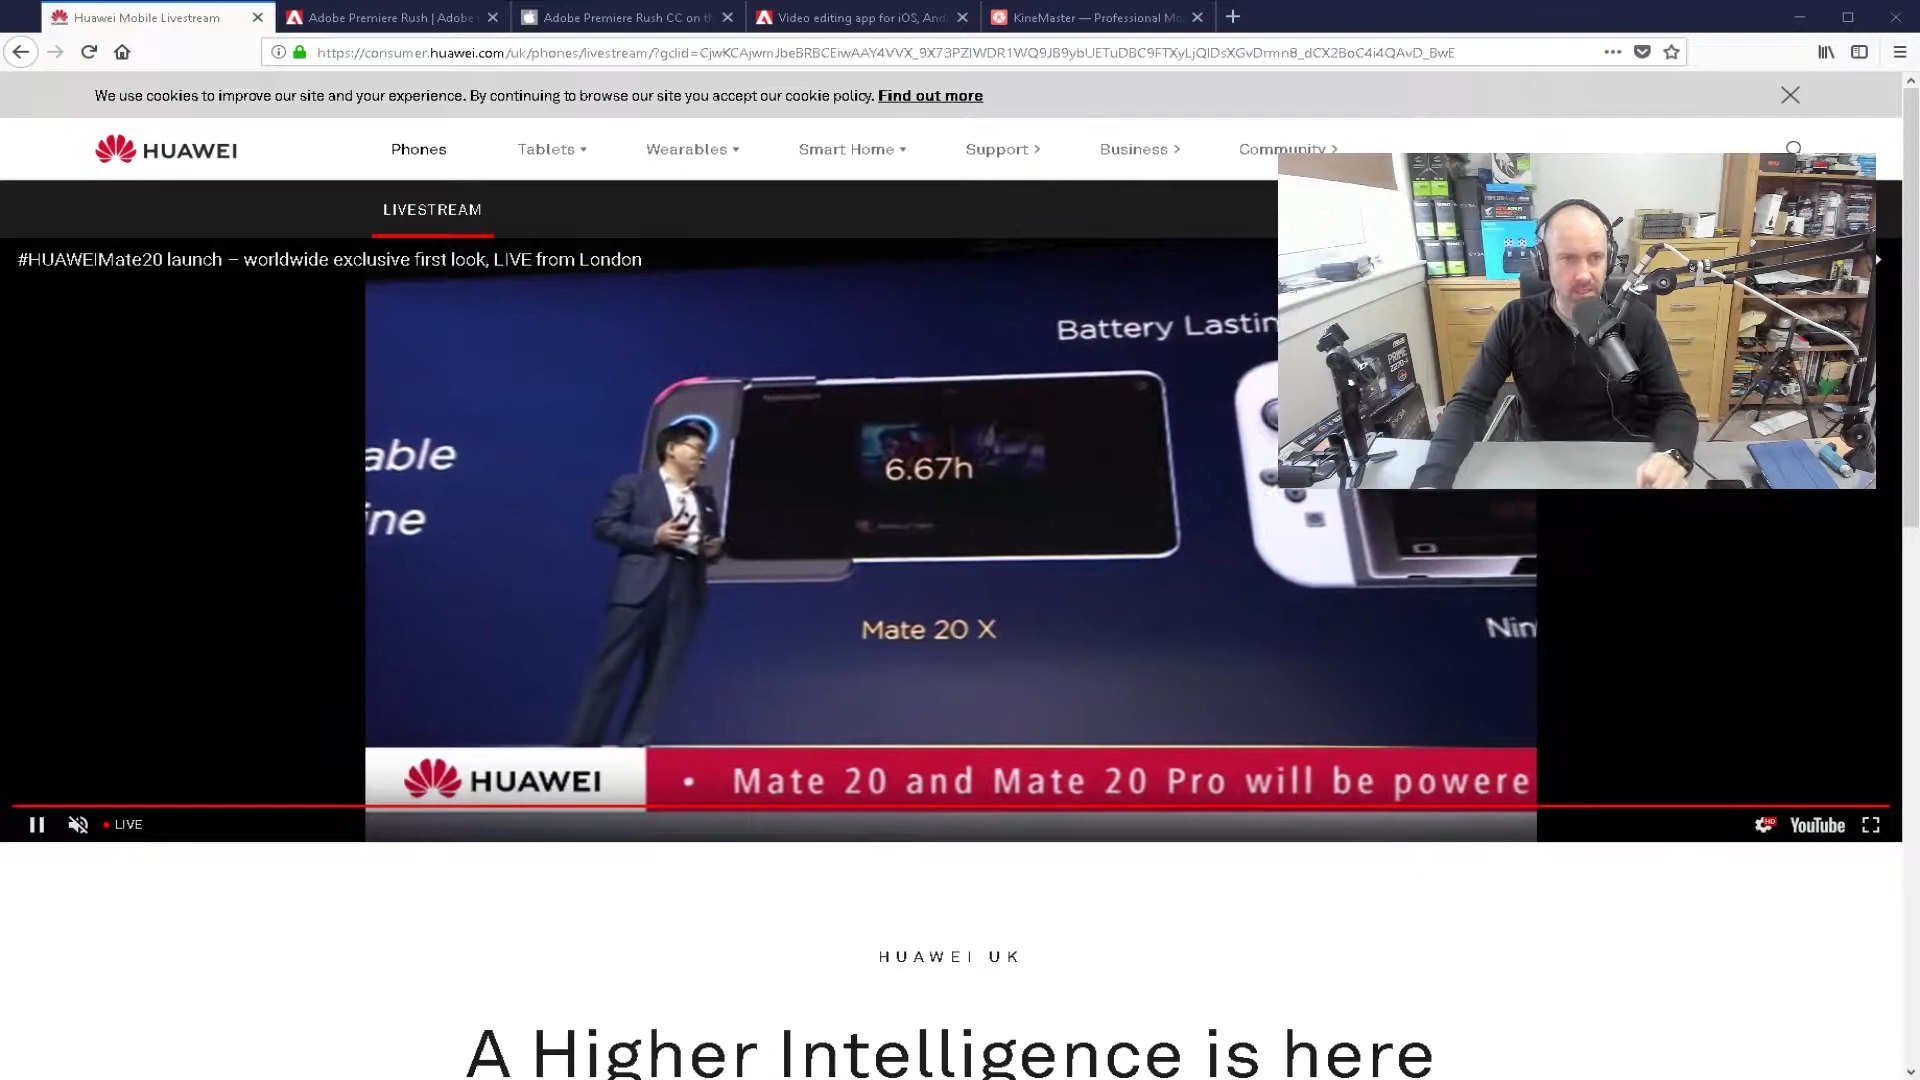 Huawei Mobile Livestream
Adobe Premiere Rush | Adobe
Adobe Premiere Rush CC on t
Video editing app for iOS, And
KineMaster — Professional Mo
https://consumer.huawei.com/uk/phones/livestream/?gclid=
We use cookies to improve our site and your experience. By continuing to browse our site you accept our cookie policy. Find out more
HUAWEI
Phones
Tablets
Wearables
Smart Home
Support
Business
Community
LIVESTREAM
#HUAWEIMate20 launch – worldwide exclusive first look, LIVE from London
Battery Lastin
able
ine
6.67h
Mate 20 X
Nin
PRIME
HUAWEI • Mate 20 and Mate 20 Pro will be powere
LIVE
HD
YouTube
HUAWEI UK
A Higher Intelligence is here